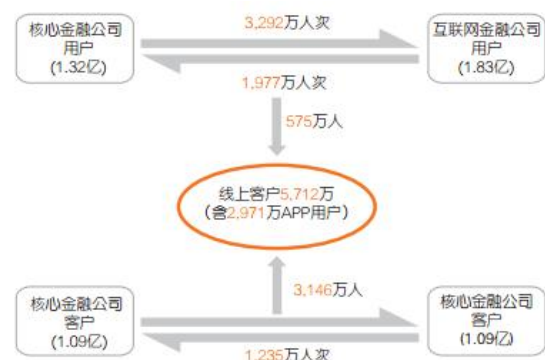 3,292万人次
核心金融公司
用户
(1.32亿)
互联网金融公司
用户
(1.83亿)
1,977万人次
575万人
线上客户5,712万
(含2,971万APP用户)
3,146万人
核心金融公司
客户
(1.09亿)
核心金融公司
客户
(1.09亿)
1,235万人次